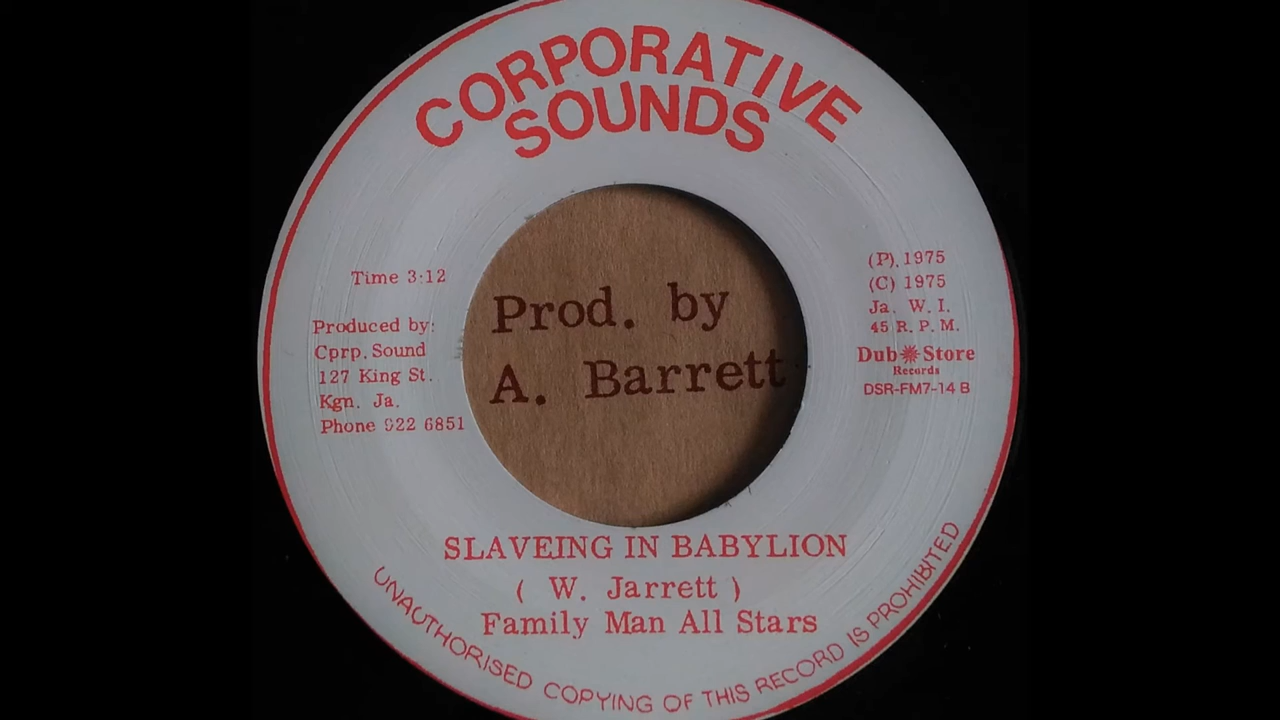 CORPORATIVE
SOUNDS
Time 3:12
Produced by:
Cprp. Sound
127 King St.
Kgn. Ja.
Phone 922 6851
Prod. by
A. Barrett
(P). 1975
(C) 1975
Ja. W. I.
45 R. P. M.
Dub Store
Records
DSR-FM7-14 B
SLAVEING IN BABYLION
( W. Jarrett )
Family Man All Stars
UNAUTHORISED COPYING OF THIS RECORD IS PROHIBITED